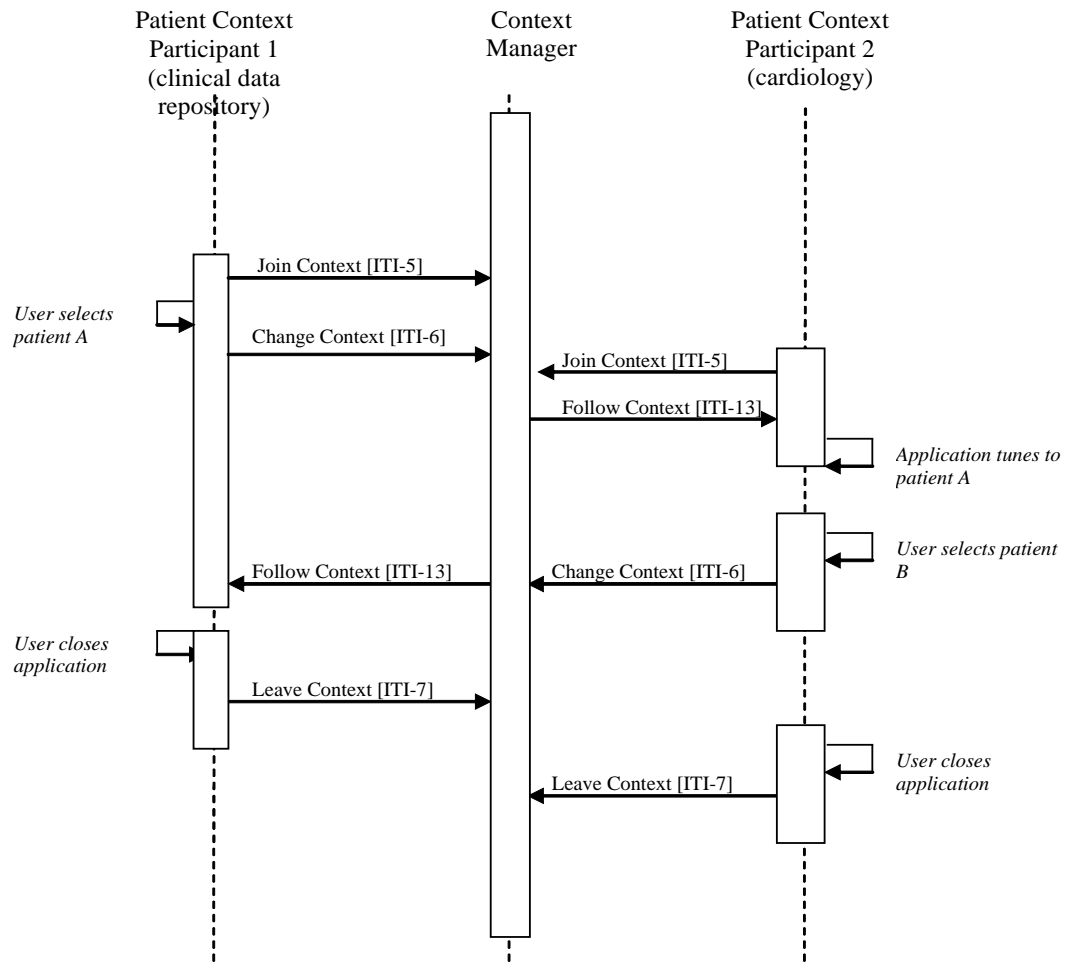 Patient Context
Participant 1
(clinical data
repository)
Context
Manager
Patient Context
Participant 2
(cardiology)
Join Context [ITI-5]
User selects
patient A
Change Context [ITI-6]
Join Context [ITI-5]
Follow Context [ITI-13]
Application tunes to
patient A
User selects patient
B
Follow Context [ITI-13]
Change Context [ITI-6]
User closes
application
Leave Context [ITI-7]
User closes
application
Leave Context [ITI-7]